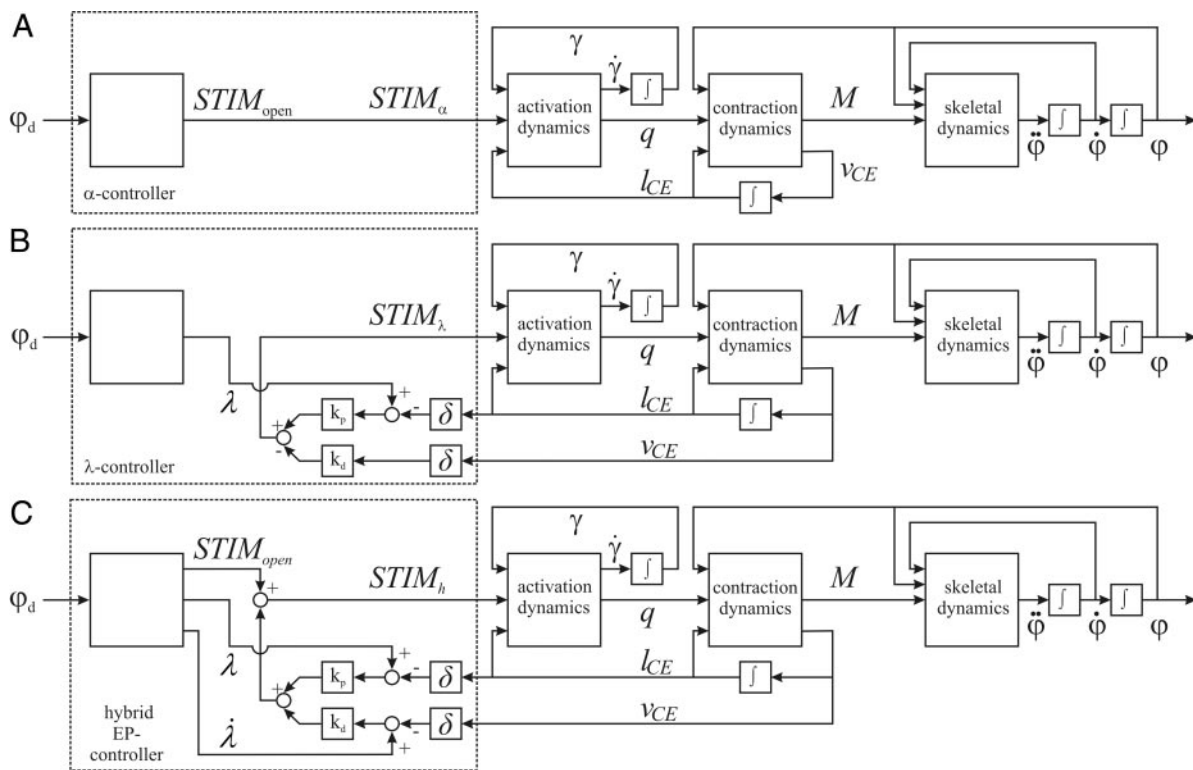 A
φd
STIMopen
STIMα
α-controller
γ
γ̇
∫
activation
dynamics
q
lCE
contraction
dynamics
M
vCE
∫
skeletal
dynamics
φ̈
∫
φ̇
∫
φ
B
φd
STIMλ
λ
+
-
kp
δ
+
-
kd
δ
λ-controller
γ
γ̇
∫
activation
dynamics
q
lCE
contraction
dynamics
M
∫
vCE
skeletal
dynamics
φ̈
∫
φ̇
∫
φ
C
φd
STIMopen
+
STIMh
λ
+
-
kp
δ
+
kd
-
δ
+
λ̇
hybrid
EP-
controller
γ
γ̇
∫
activation
dynamics
q
lCE
contraction
dynamics
M
∫
vCE
skeletal
dynamics
φ̈
∫
φ̇
∫
φ